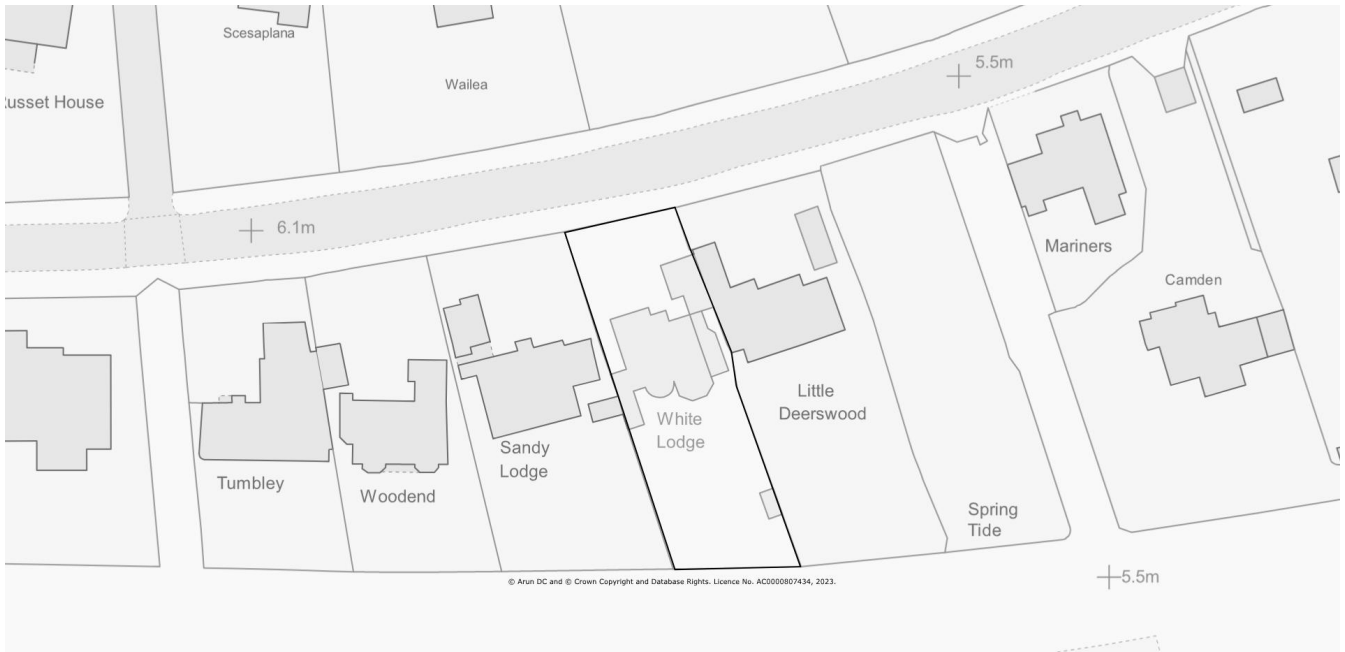 Scesaplana
Wailea
5.5m
Russet House
6.1m
Mariners
Camden
Little
Deerswood
White
Lodge
Sandy
Lodge
Tumbley
Woodend
Spring
Tide
5.5m
© Arun DC and © Crown Copyright and Database Rights. Licence No. AC0000807434, 2023.